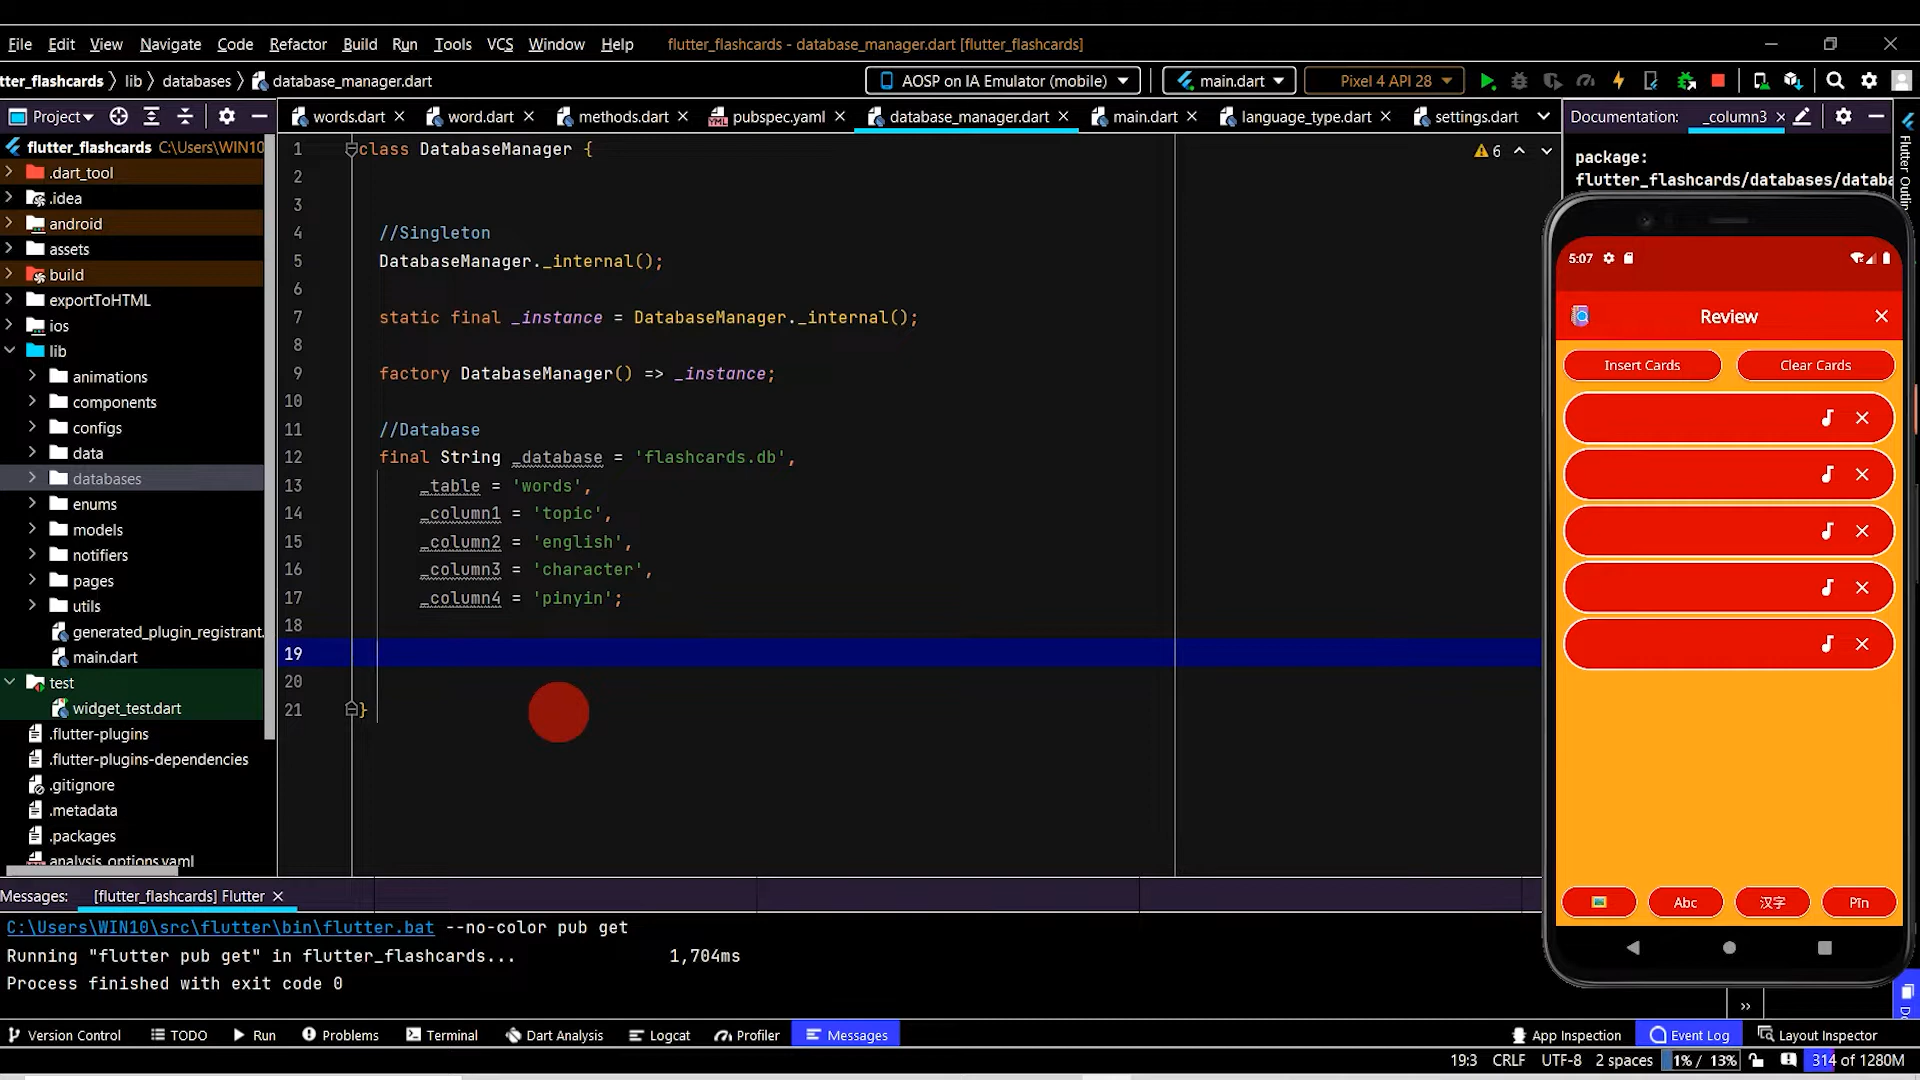 File Edit View Navigate Code Refactor Build Run Tools VCS Window Help flutter_flashcards - database_manager.dart [flutter_flashcards]
tter_flashcards lib databases database_manager.dart AOSP on IA Emulator (mobile) main.dart Pixel 4 API 28
Project words.dart word.dart methods.dart pubspec.yaml database_manager.dart main.dart language_type.dart settings.dart Documentation: _column3
flutter_flashcards C:\Users\WIN10
.dart_tool
.idea
android
assets
build
exportToHTML
ios
lib
animations
components
configs
data
databases
enums
models
notifiers
pages
utils
generated_plugin_registrant.
main.dart
test
widget_test.dart
.flutter-plugins
.flutter-plugins-dependencies
.gitignore
.metadata
.packages
analysis_options.yaml
1 class DatabaseManager {
2
3
4 //Singleton
5 DatabaseManager._internal();
6
7 static final _instance = DatabaseManager._internal();
8
9 factory DatabaseManager() => _instance;
10
11 //Database
12 final String _database = 'flashcards.db',
13 _table = 'words',
14 _column1 = 'topic',
15 _column2 = 'english',
16 _column3 = 'character',
17 _column4 = 'pinyin';
18
19
20
21 }
6
package:
flutter_flashcards/databases/databa
Flutter Outlin
5:07
Review
Insert Cards Clear Cards
Abc 汉字 Pīn
Messages: [flutter_flashcards] Flutter
C:\Users\WIN10\src\flutter\bin\flutter.bat --no-color pub get
Running "flutter pub get" in flutter_flashcards... 1,704ms
Process finished with exit code 0
Version Control TODO Run Problems Terminal Dart Analysis Logcat Profiler Messages App Inspection Event Log Layout Inspector
19:3 CRLF UTF-8 2 spaces 1% / 13% 314 of 1280M